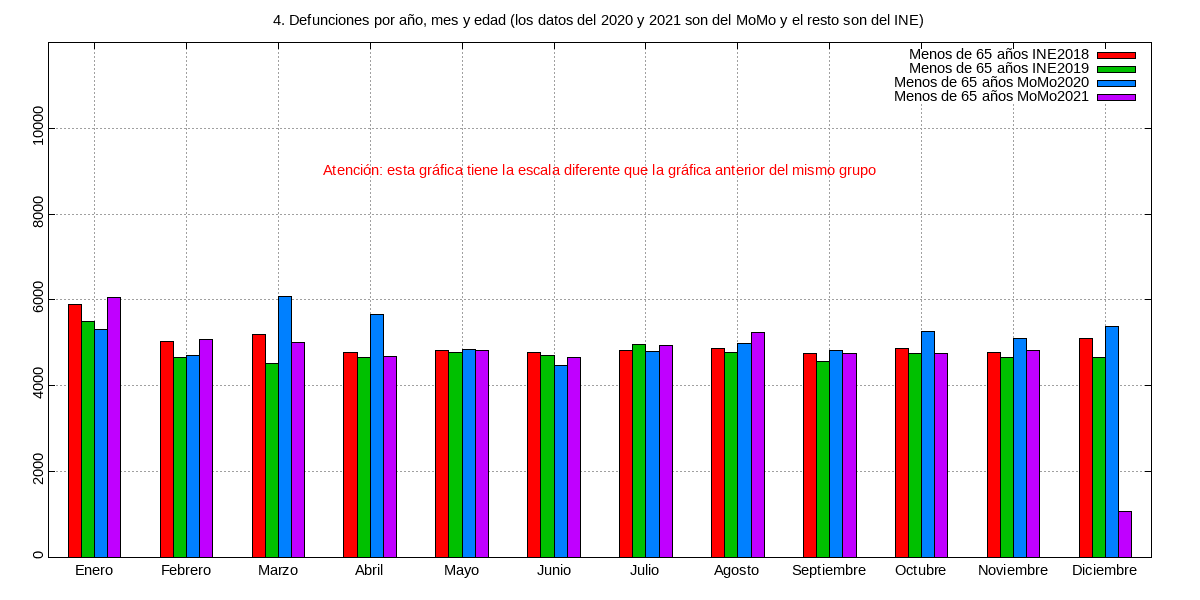 4. Defunciones por año, mes y edad (los datos del 2020 y 2021 son del MoMo y el resto son del INE)
Menos de 65 años INE2018
Menos de 65 años INE2019
Menos de 65 años MoMo2020
Menos de 65 años MoMo2021
Atención: esta gráfica tiene la escala diferente que la gráfica anterior del mismo grupo
10000
8000
6000
4000
2000
0
Enero Febrero Marzo Abril Mayo Junio Julio Agosto Septiembre Octubre Noviembre Diciembre